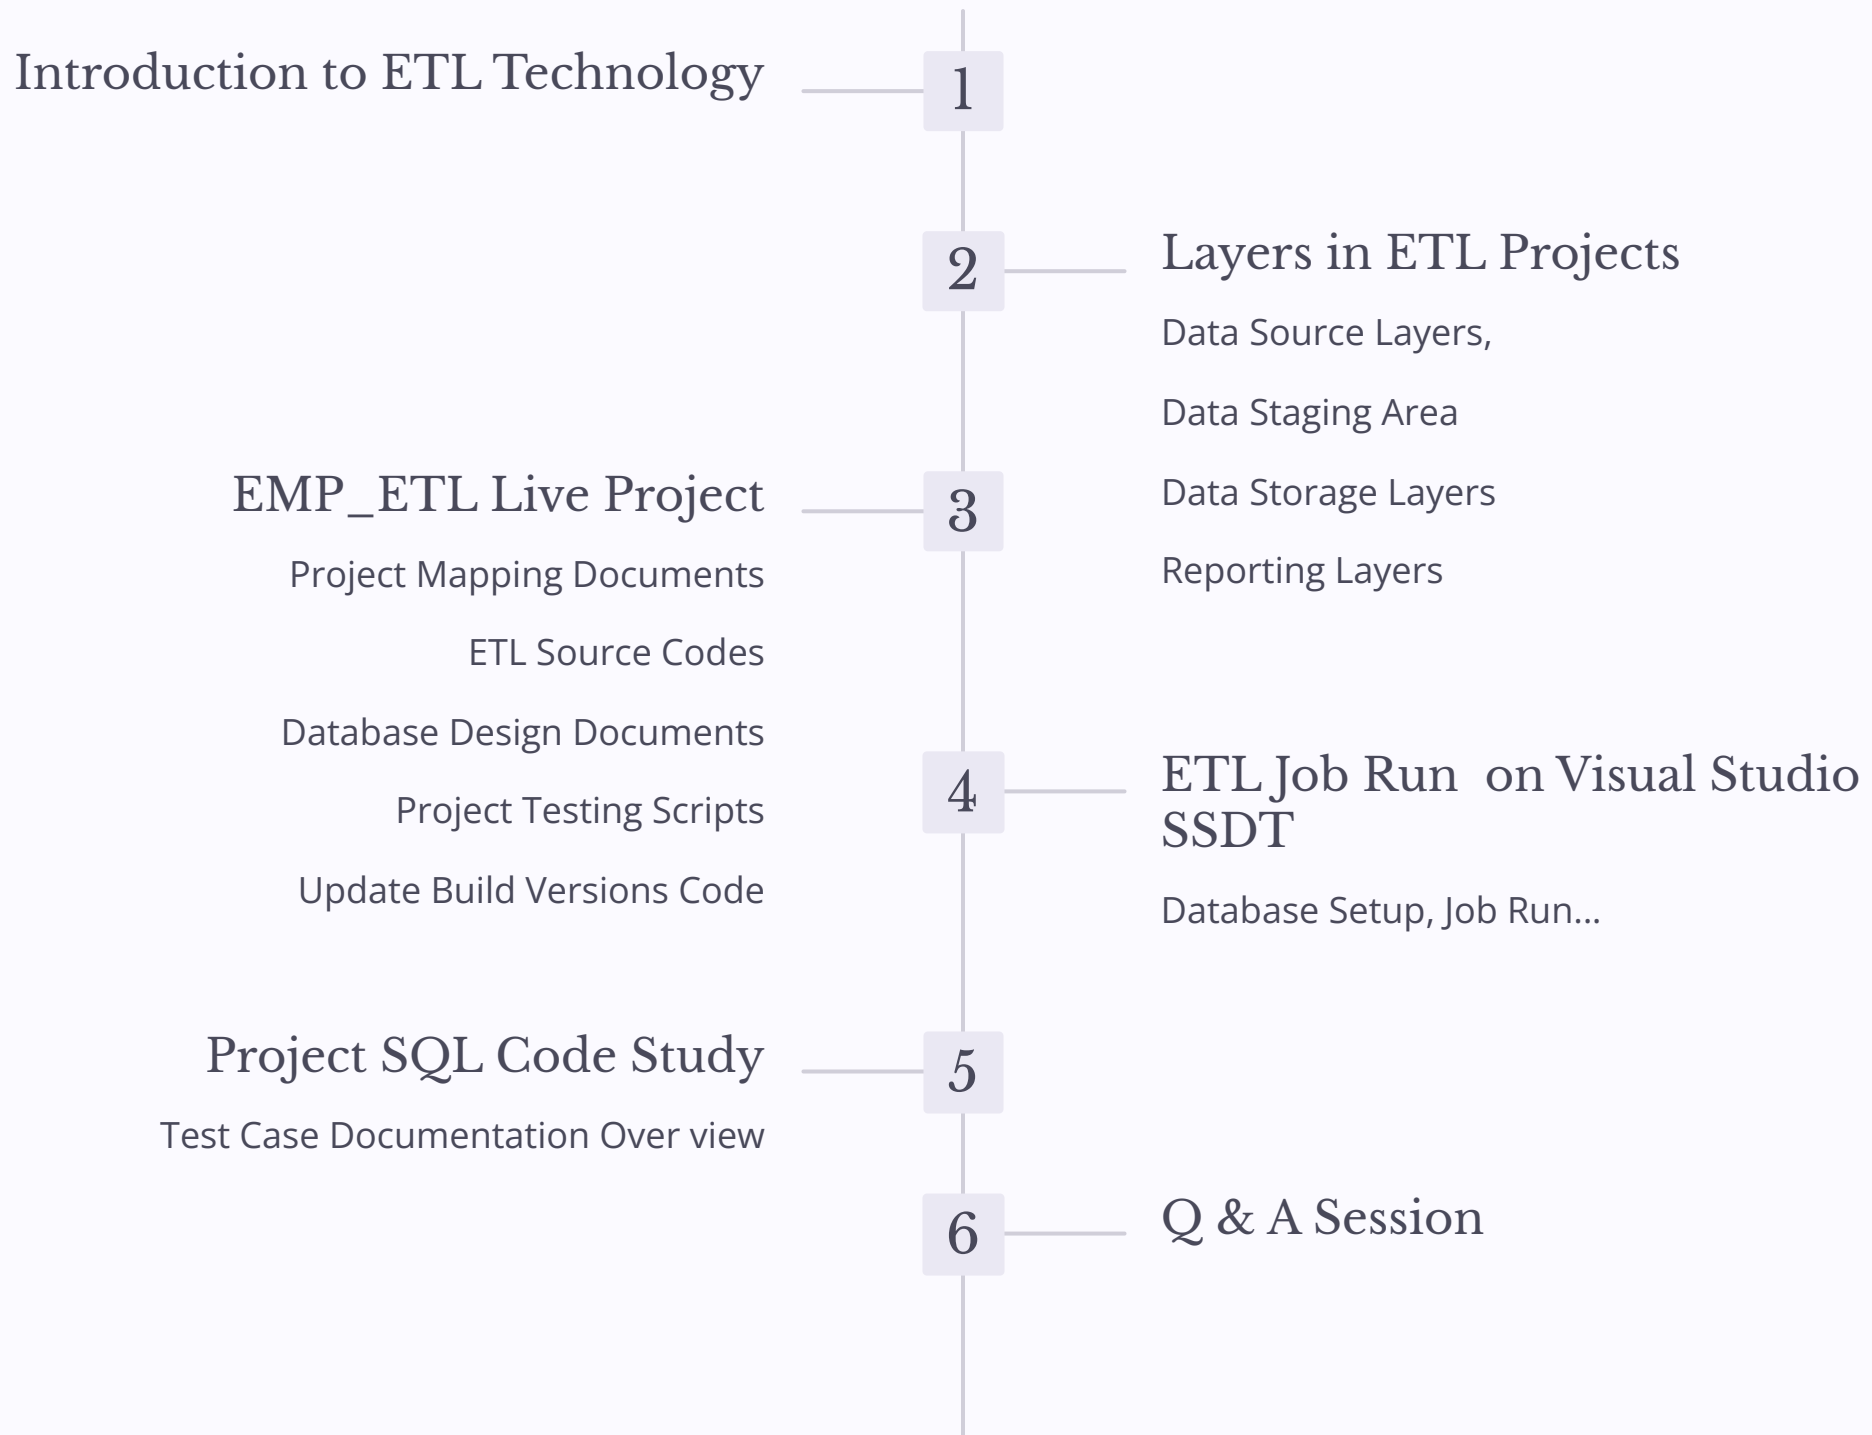 Introduction to ETL Technology
1
2
Layers in ETL Projects
Data Source Layers,
Data Staging Area
Data Storage Layers
Reporting Layers
EMP_ETL Live Project
3
Project Mapping Documents
ETL Source Codes
Database Design Documents
Project Testing Scripts
Update Build Versions Code
4
ETL Job Run  on Visual Studio
SSDT
Database Setup, Job Run...
Project SQL Code Study
5
Test Case Documentation Over view
6
Q & A Session